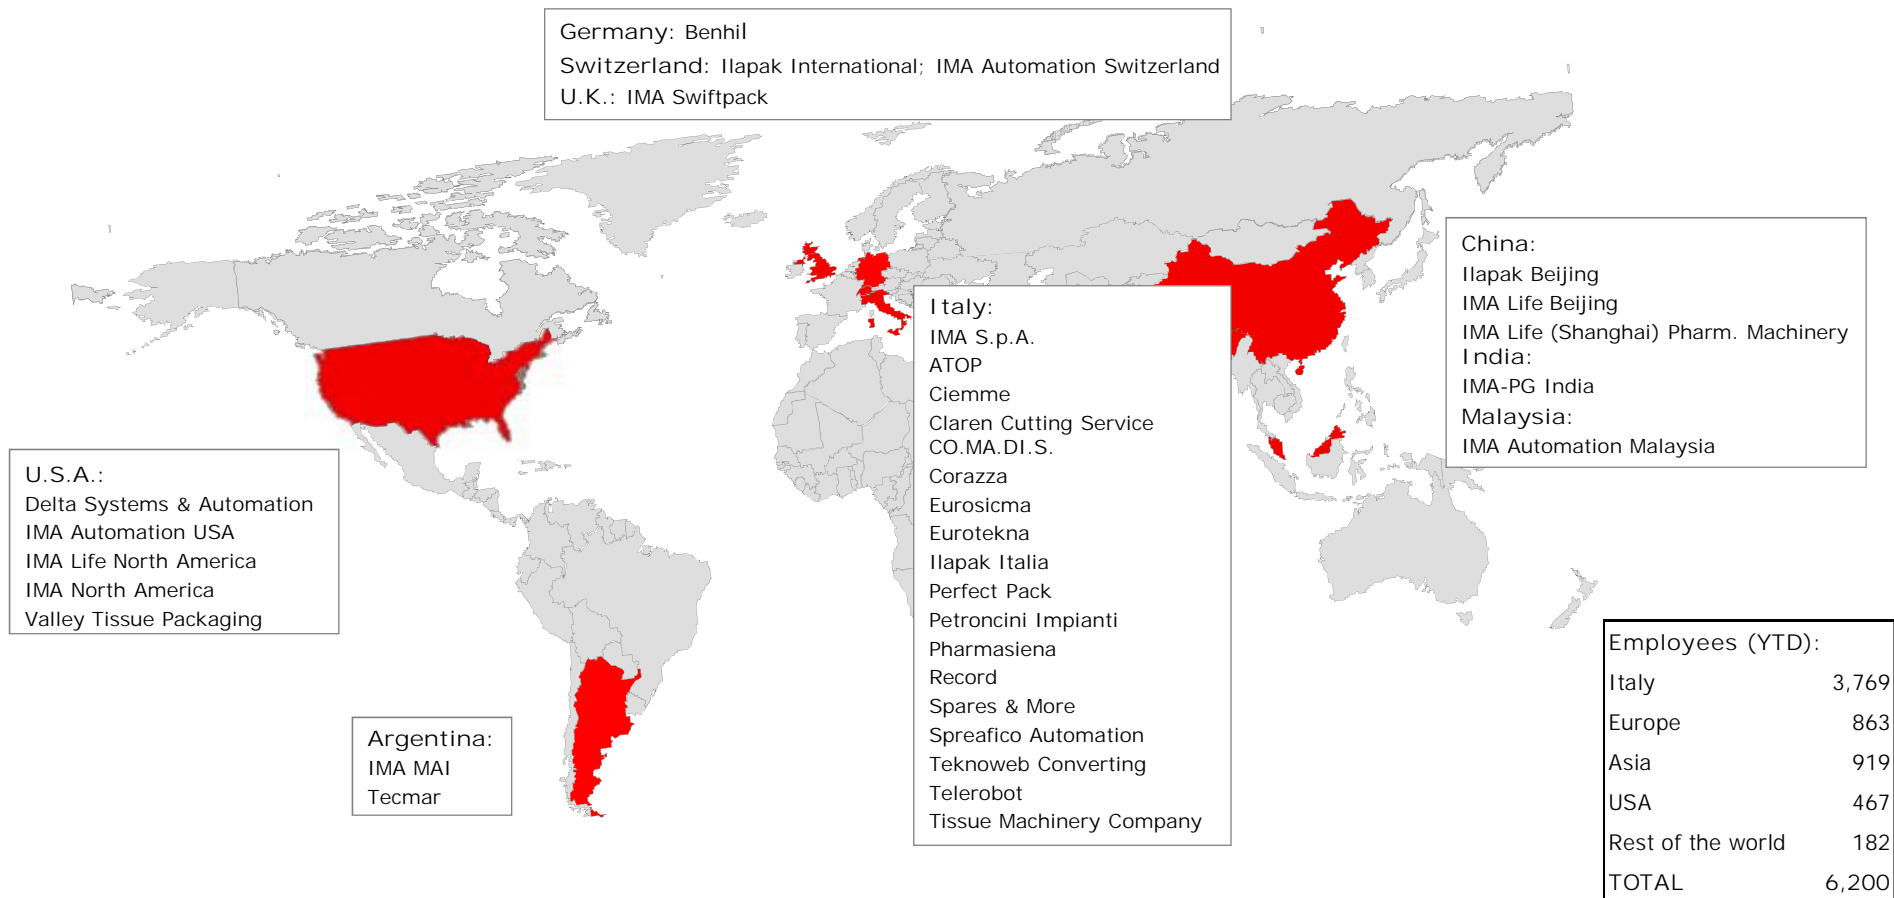 Germany: Benhil
Switzerland: Ilapak International; IMA Automation Switzerland
U.K.: IMA Swiftpack
China:
Ilapak Beijing
IMA Life Beijing
IMA Life (Shanghai) Pharm. Machinery
India:
IMA-PG India
Malaysia:
IMA Automation Malaysia
Italy:
IMA S.p.A.
ATOP
Ciemme
Claren Cutting Service
CO.MA.DI.S.
Corazza
Eurosicma
Eurotekna
Ilapak Italia
Perfect Pack
Petroncini Impianti
Pharmasiena
Record
Spares & More
Spreafico Automation
Teknoweb Converting
Telerobot
Tissue Machinery Company
U.S.A.:
Delta Systems & Automation
IMA Automation USA
IMA Life North America
IMA North America
Valley Tissue Packaging
Argentina:
IMA MAI
Tecmar
Employees (YTD):
Italy 3,769
Europe 863
Asia 919
USA 467
Rest of the world 182
TOTAL 6,200